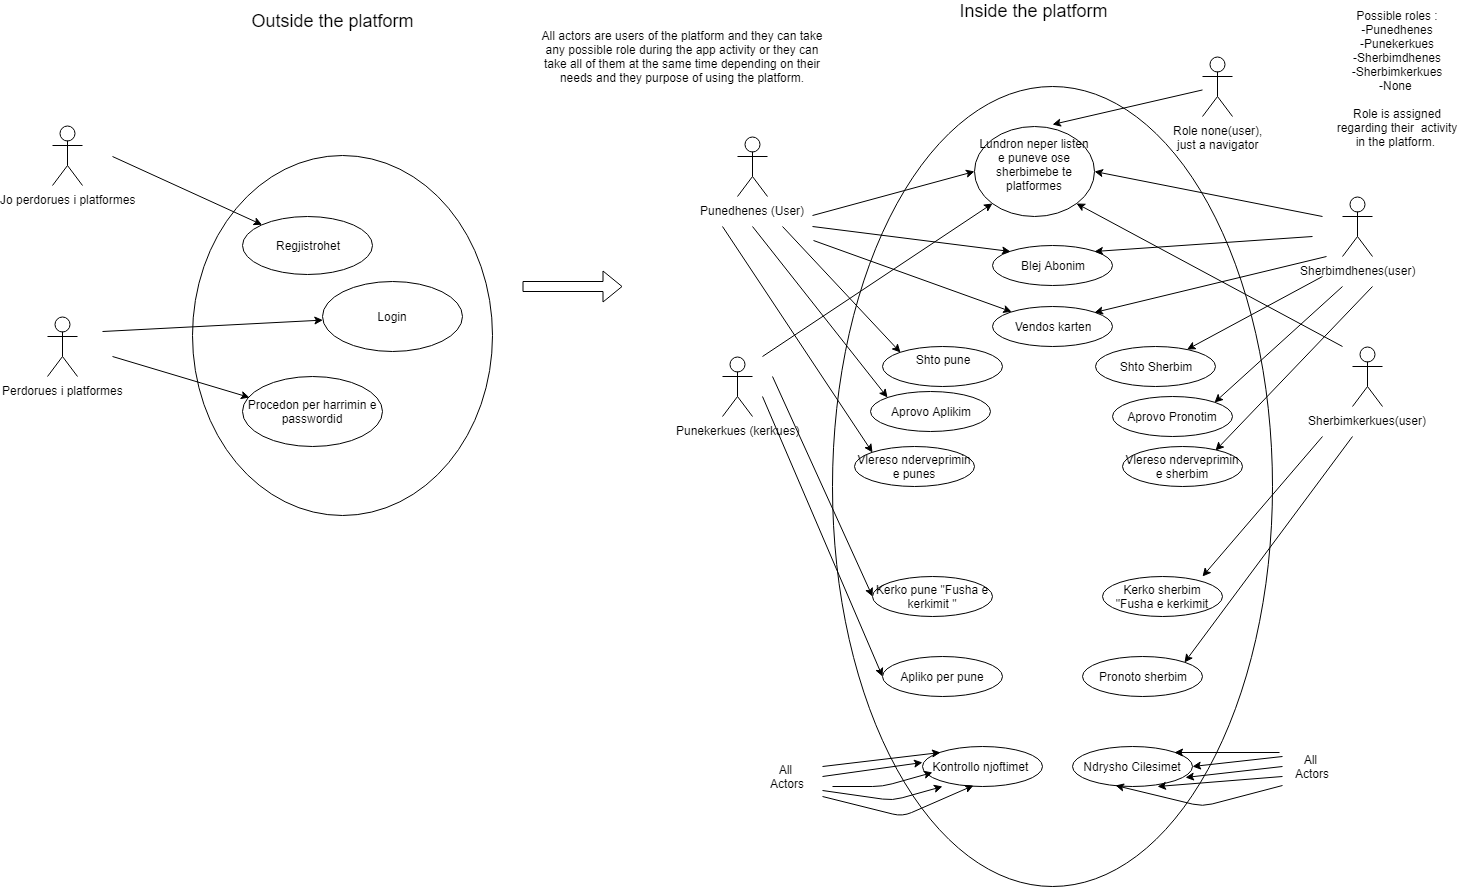 Outside the platform
All actors are users of the platform and they can take
any possible role during the app activity or they can
take all of them at the same time depending on their
needs and they purpose of using the platform.
Inside the platform
Possible roles :
-Punedhenes
-Punekerkues
-Sherbimdhenes
-Sherbimkerkues
-None
Role is assigned
regarding their activity
in the platform.
Jo perdorues i platformes
Perdorues i platformes
Regjistrohet
Login
Procedon per harrimin e
passwordid
Role none(user),
just a navigator
Punedhenes (User)
Punekerkues (kerkues)
Sherbimdhenes(user)
Sherbimkerkues(user)
Lundron neper listen
e puneve ose
sherbimebe te
platformes
Blej Abonim
Vendos karten
Shto pune
Shto Sherbim
Aprovo Aplikim
Aprovo Pronotim
Vlereso nderveprimin
e punes
Vlereso nderveprimin
e sherbim
Kerko pune "Fusha e
kerkimit "
Kerko sherbim
"Fusha e kerkimit
Apliko per pune
Pronoto sherbim
All
Actors
Kontrollo njoftimet
Ndrysho Cilesimet
All
Actors